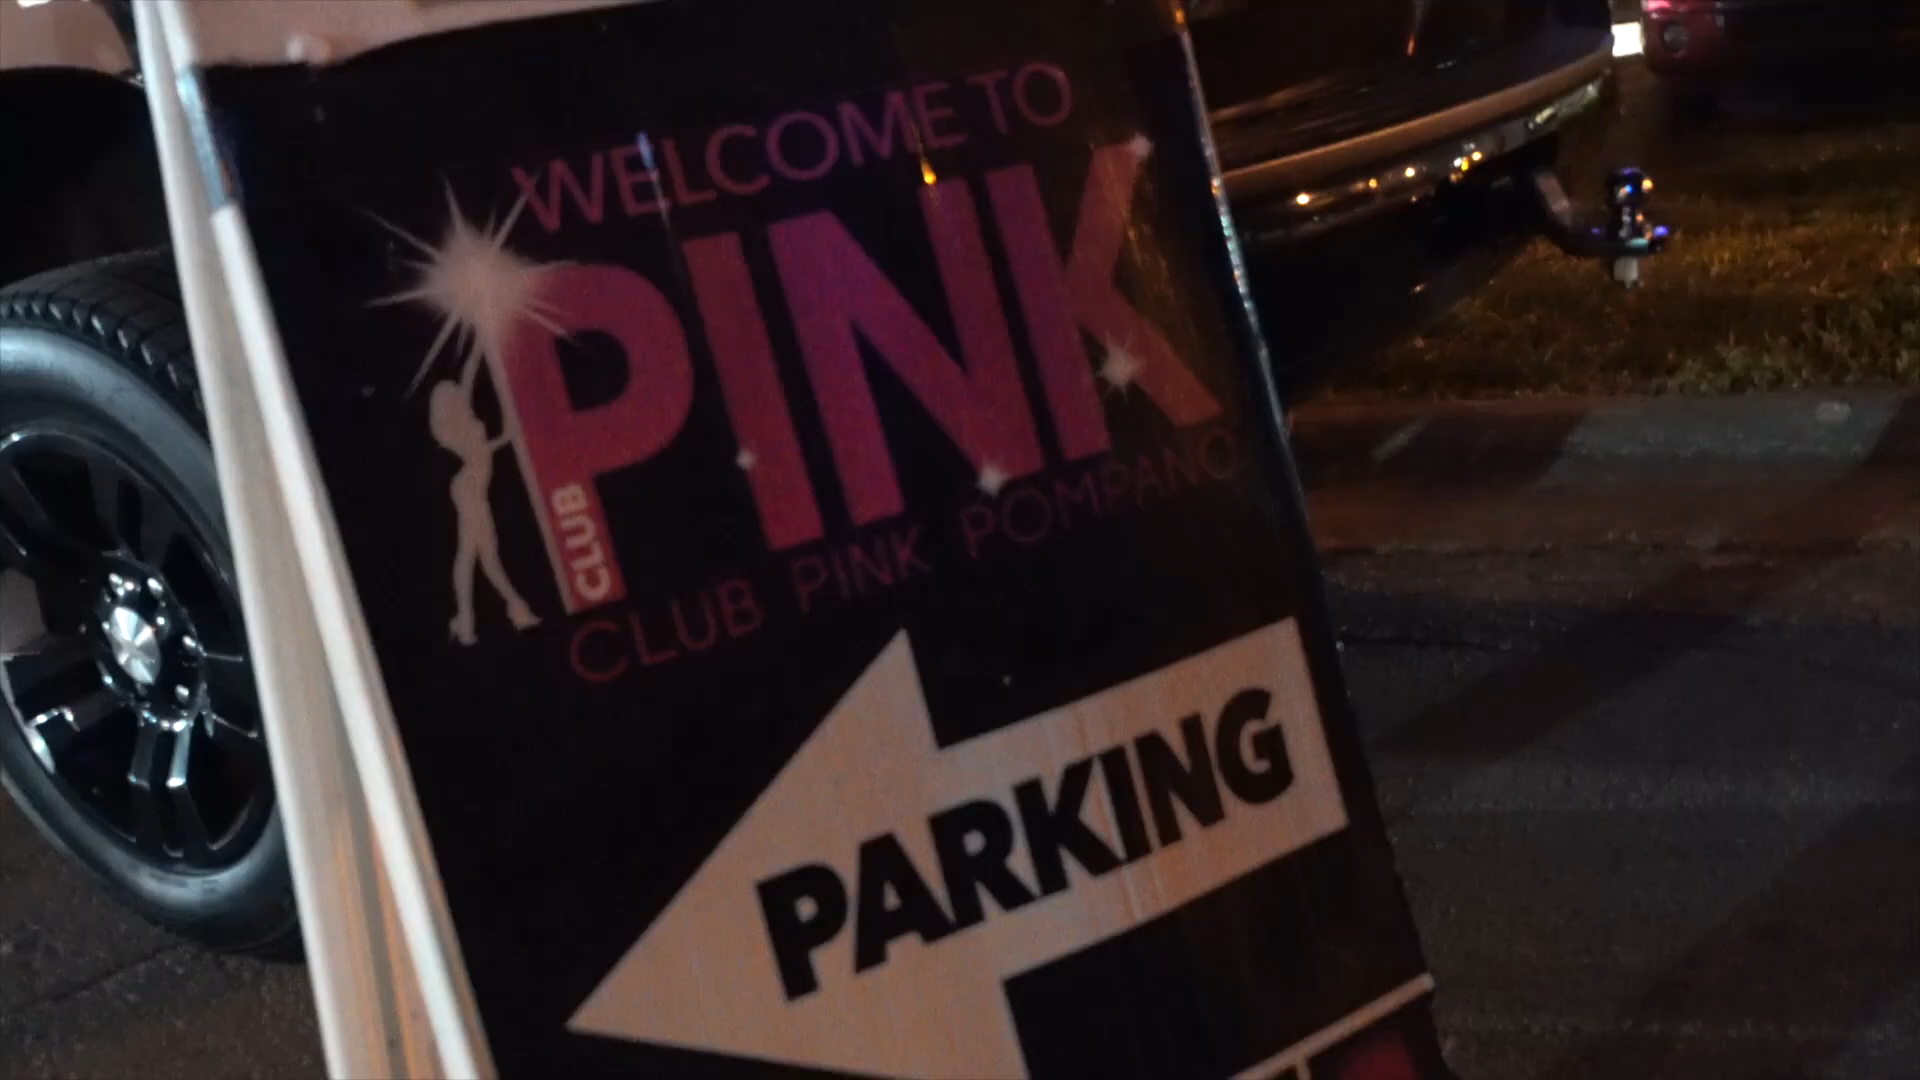 WELCOME TO
PINK
CLUB
CLUB PINK POMPANO
PARKING